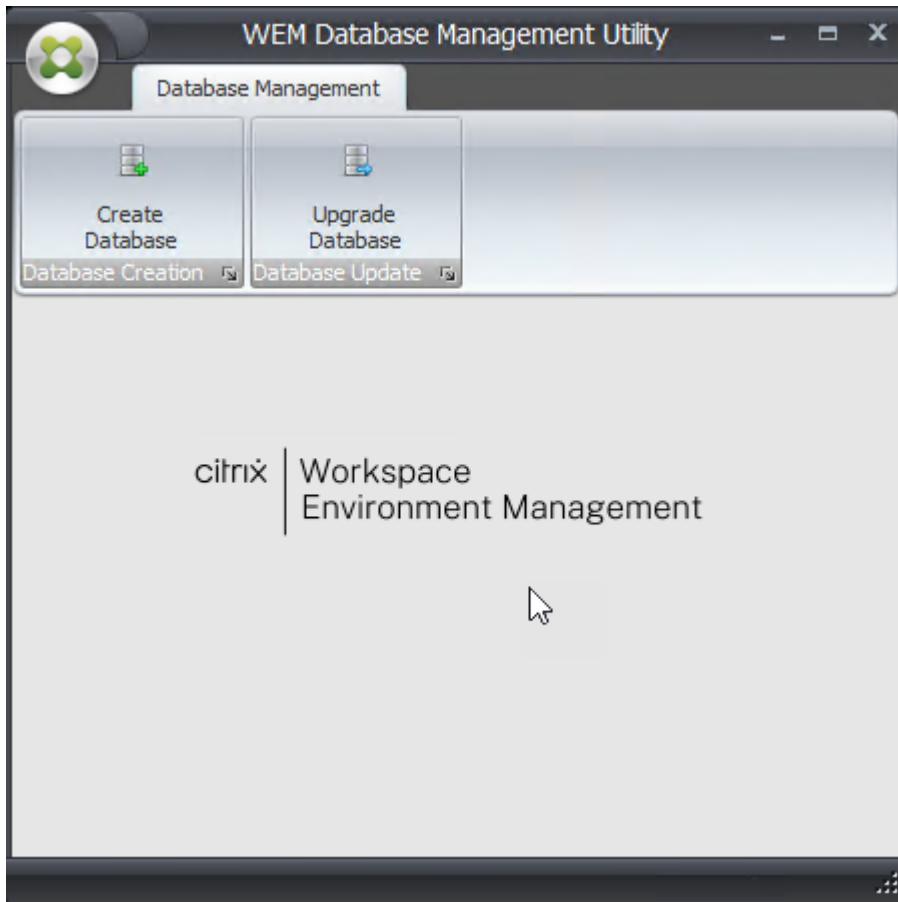 WEM Database Management Utility
Database Management
Create
Database
Upgrade
Database
Database Creation
Database Update
citrix
Workspace
Environment Management